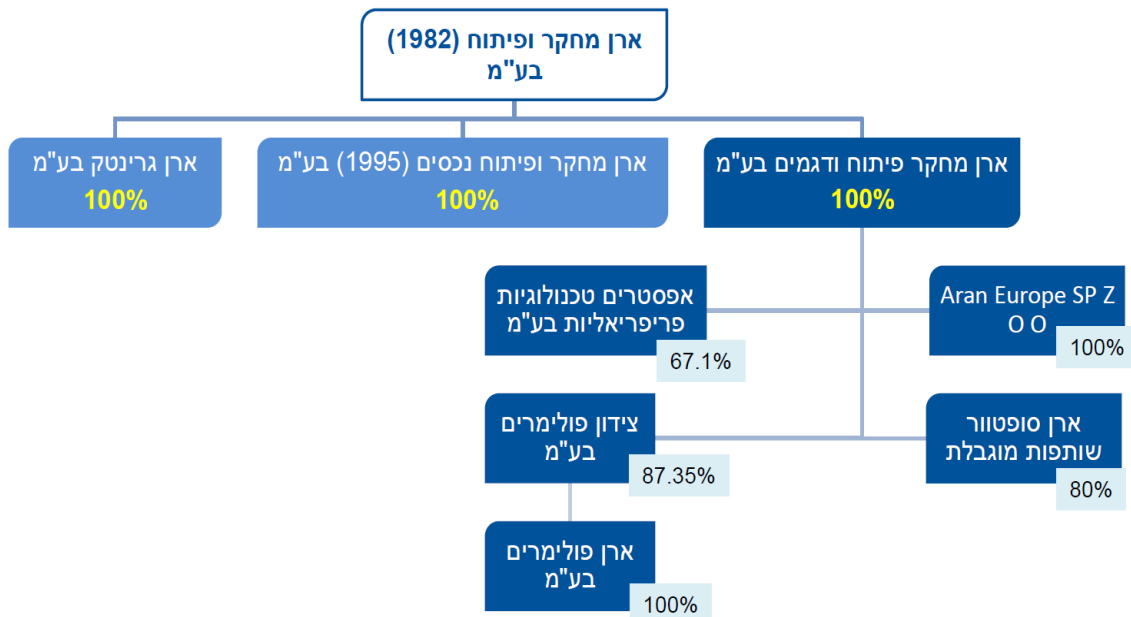 ארן מחקר ופיתוח (1982)
בע"מ
ארן מחקר פיתוח ודגמים בע"מ
100%
ארן מחקר ופיתוח נכסים (1995) בע"מ
100%
ארן גרינטק בע"מ
100%
Aran Europe SP Z
O O
100%
אפסטרים טכנולוגיות
פריפריאליות בע"מ
67.1%
ארן סופטוור
שותפות מוגבלת
80%
צידון פולימרים
בע"מ
87.35%
ארן פולימרים
בע"מ
100%